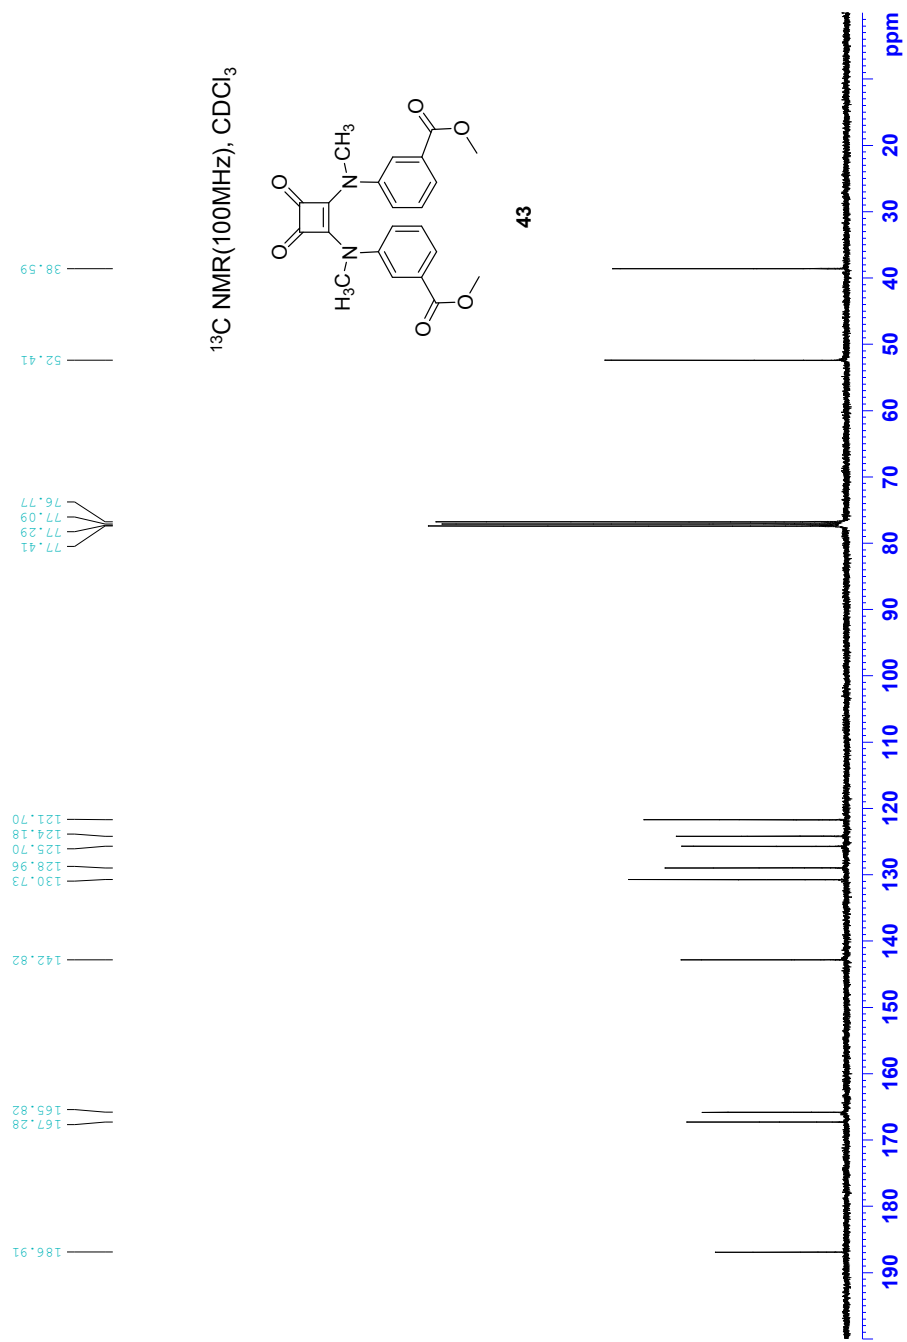 ¹³C NMR(100MHz), CDCl₃
O
O
N
CH₃
N
H₃C
O
O
O
O
43
186.91
167.28
165.82
142.82
130.73
128.96
125.70
124.18
121.70
77.41
77.29
77.09
76.77
52.41
38.59
190 180 170 160 150 140 130 120 110 100 90 80 70 60 50 40 30 20 ppm